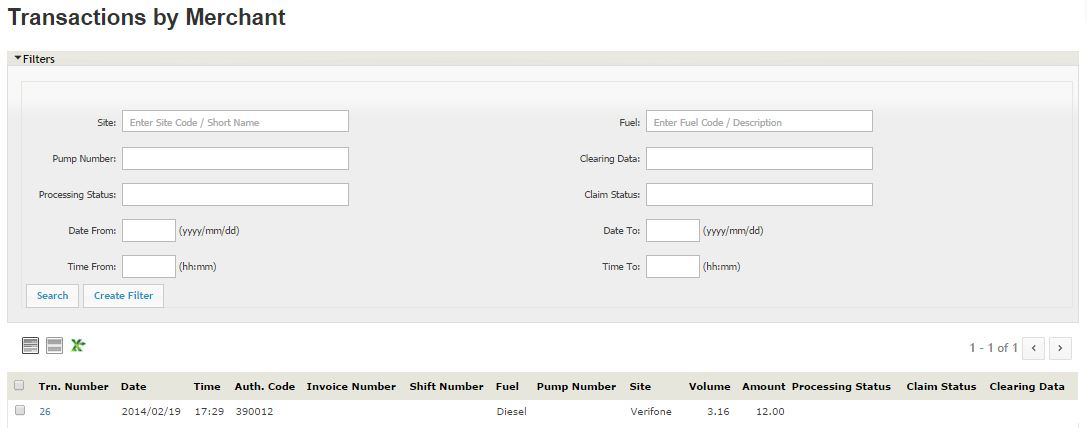 Transactions by Merchant
Filters
Site: Enter Site Code / Short Name Fuel: Enter Fuel Code / Description
Pump Number: Clearing Data:
Processing Status: Claim Status:
Date From: (yyyy/mm/dd) Date To: (yyyy/mm/dd)
Time From: (hh:mm) Time To: (hh:mm)
Search Create Filter
1 - 1 of 1
Trn. Number Date Time Auth. Code Invoice Number Shift Number Fuel Pump Number Site Volume Amount Processing Status Claim Status Clearing Data
26 2014/02/19 17:29 390012 Diesel Verifone 3.16 12.00